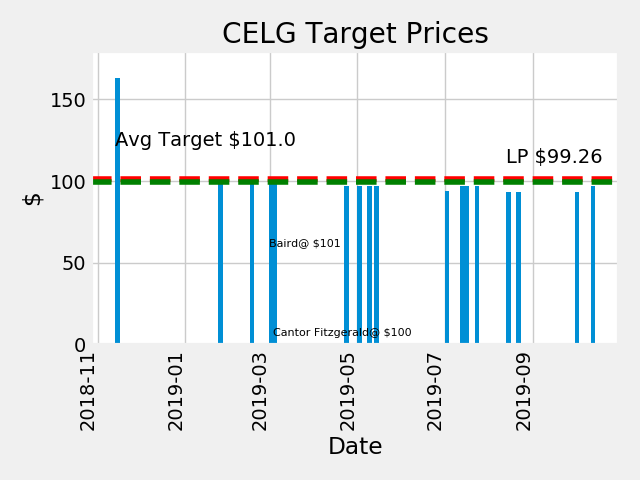 CELG Target Prices
150
Avg Target $101.0
LP $99.26
100
$
Baird@ $101
50
Cantor Fitzgerald@ $100
0
2018-11
2019-01
2019-03
2019-05
2019-07
2019-09
Date